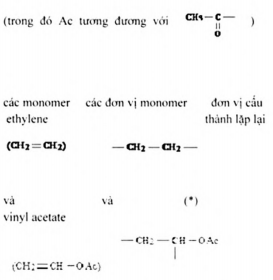 (trong đó Ac tương đương với CH₃ — C — )
||
O
các monomer các đơn vị monomer đơn vị cấu
ethylene thành lặp lại
(CH₂=CH₂) —CH₂—CH₂—
và và (*)
vinyl acetate
—CH₂—CH—OAc
|
(CH₂=CH—OAc)